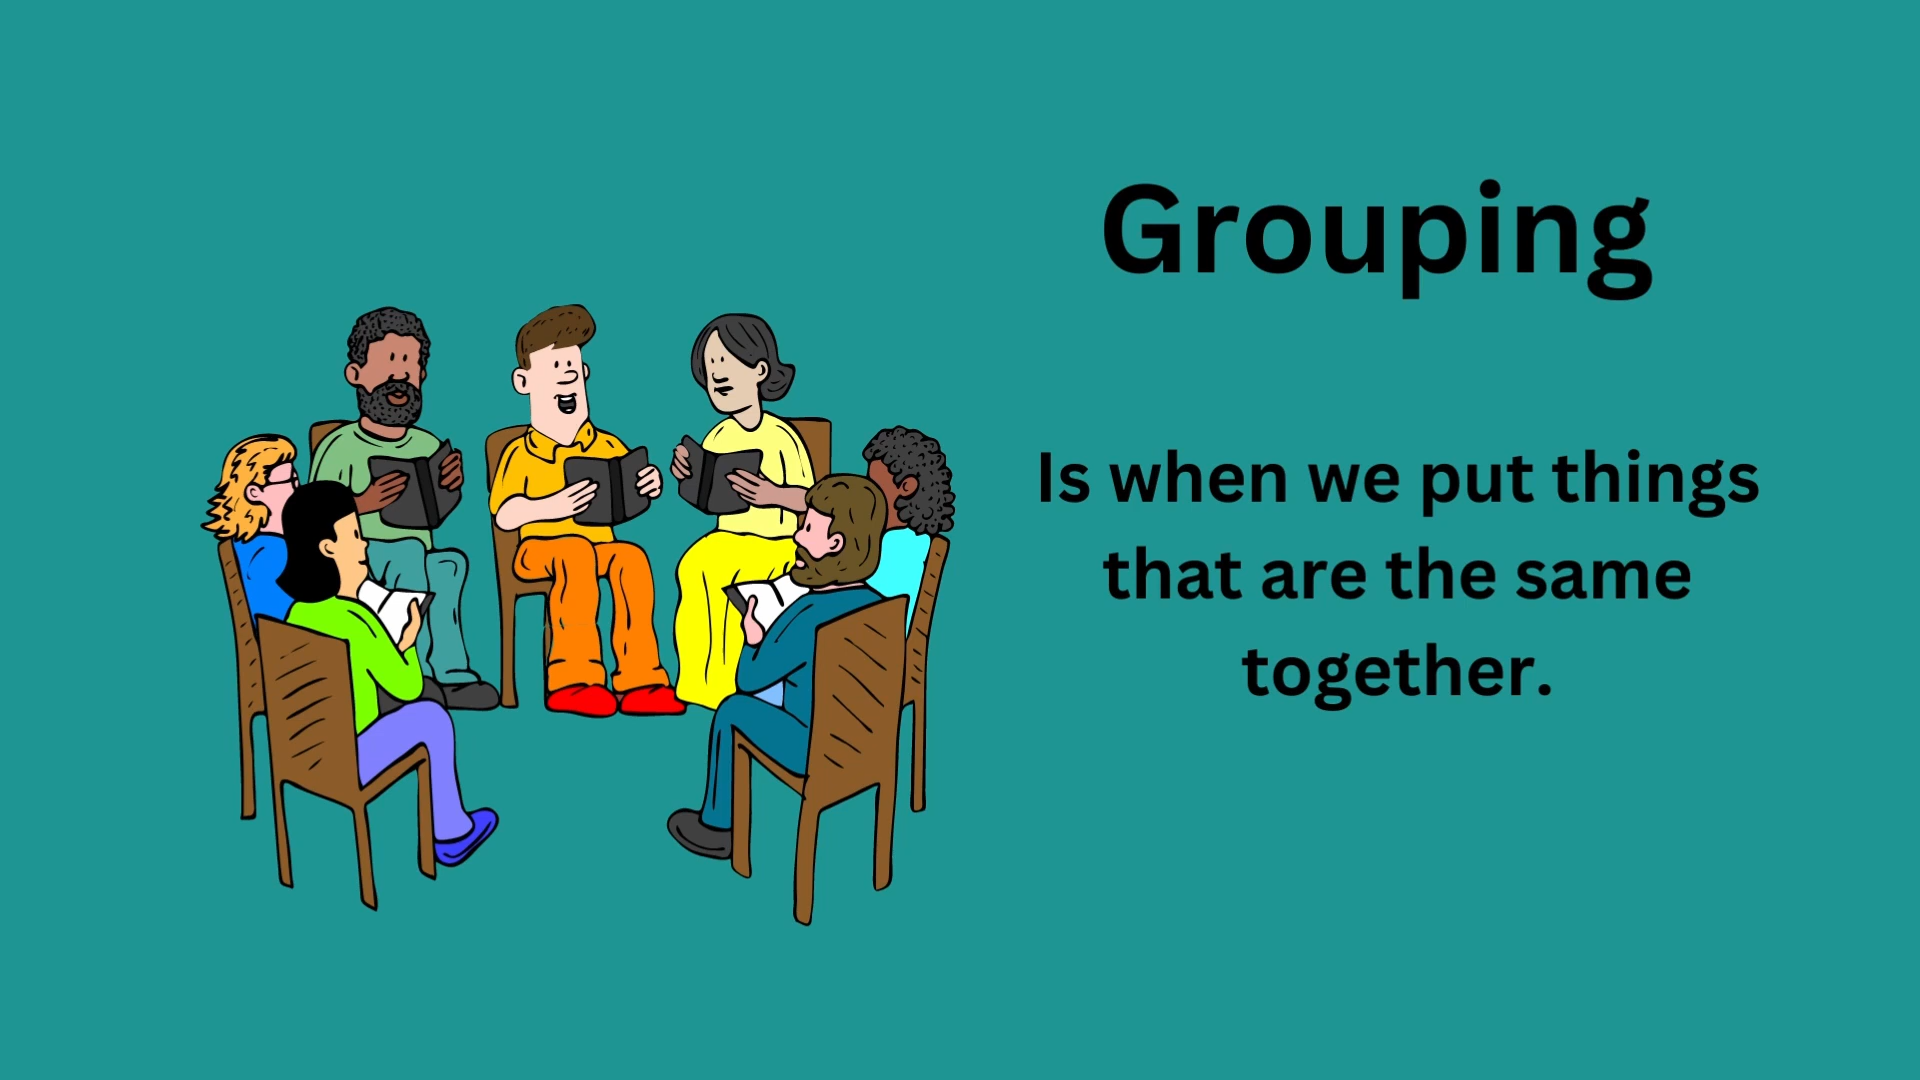 Grouping
Is when we put things
that are the same
together.